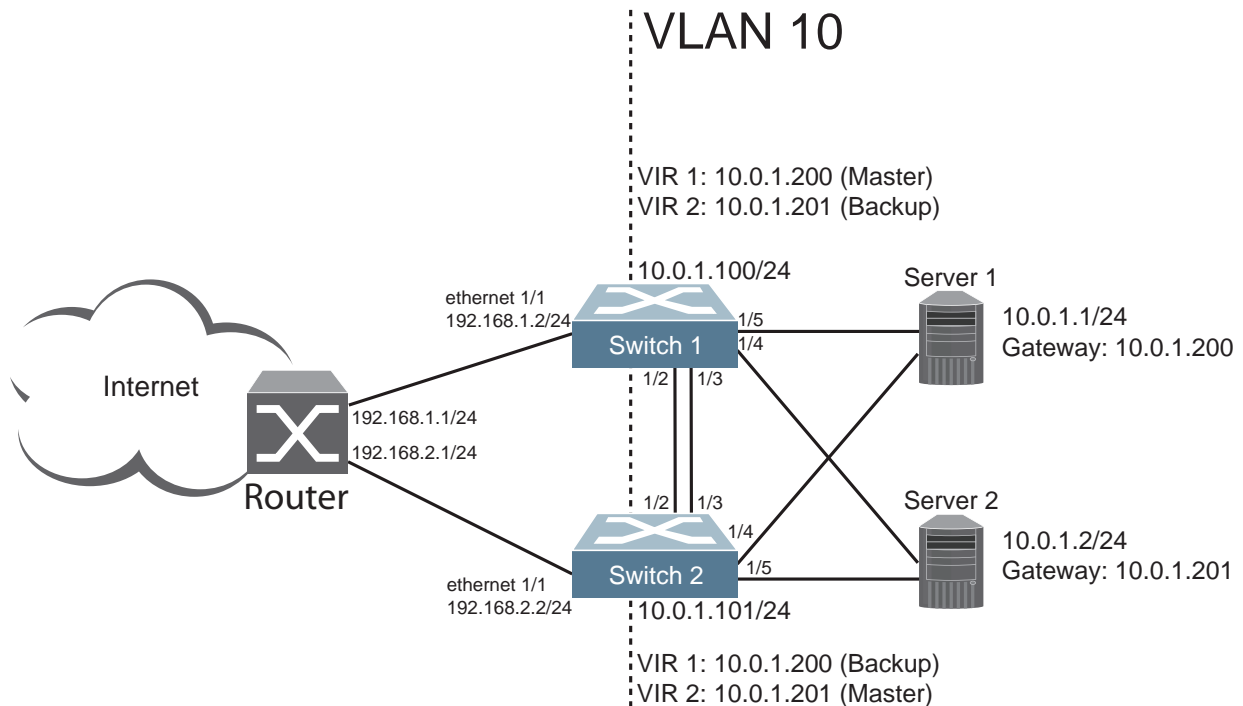 VLAN 10
VIR 1: 10.0.1.200 (Master)
VIR 2: 10.0.1.201 (Backup)
10.0.1.100/24
Server 1
ethernet 1/1
192.168.1.2/24
1/5
10.0.1.1/24
Switch 1
1/4
Gateway: 10.0.1.200
1/2
1/3
Internet
192.168.1.1/24
192.168.2.1/24
Router
1/2
1/3
Server 2
1/4
10.0.1.2/24
Switch 2
1/5
Gateway: 10.0.1.201
ethernet 1/1
192.168.2.2/24
10.0.1.101/24
VIR 1: 10.0.1.200 (Backup)
VIR 2: 10.0.1.201 (Master)